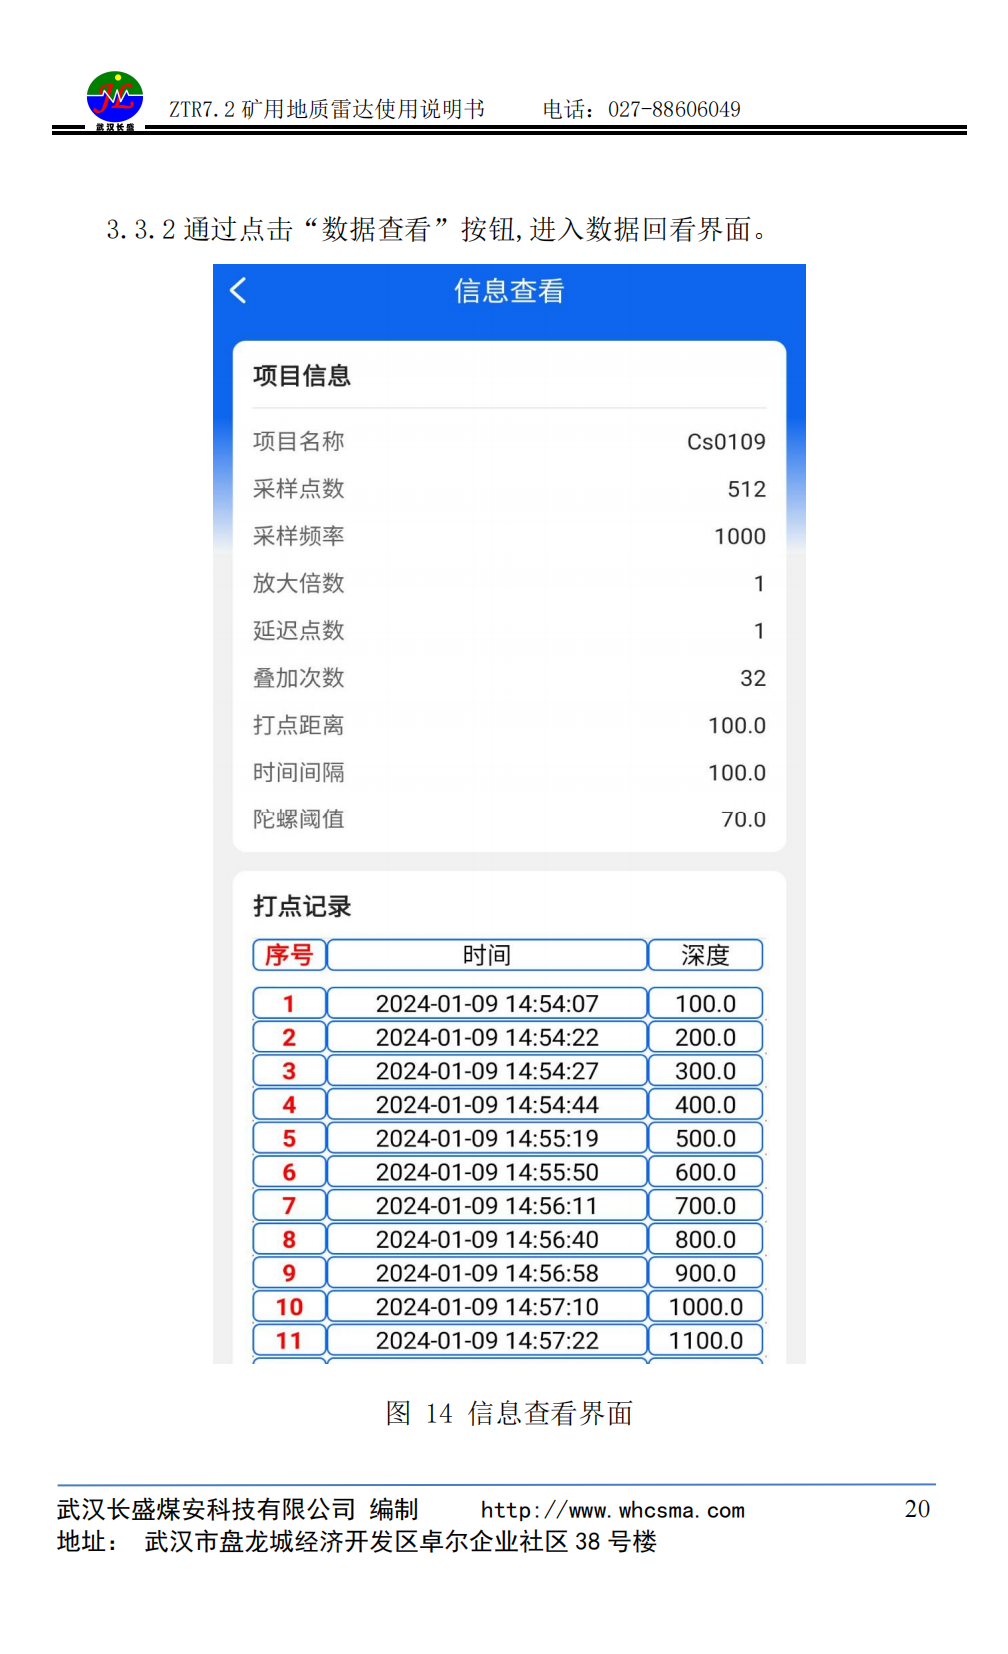 武汉长盛
ZTR7.2 矿用地质雷达使用说明书 电话：027-88606049
3.3.2 通过点击“数据查看”按钮,进入数据回看界面。
信息查看
项目信息
项目名称 Cs0109
采样点数 512
采样频率 1000
放大倍数 1
延迟点数 1
叠加次数 32
打点距离 100.0
时间间隔 100.0
陀螺阈值 70.0
打点记录
序号 时间 深度
1 2024-01-09 14:54:07 100.0
2 2024-01-09 14:54:22 200.0
3 2024-01-09 14:54:27 300.0
4 2024-01-09 14:54:44 400.0
5 2024-01-09 14:55:19 500.0
6 2024-01-09 14:55:50 600.0
7 2024-01-09 14:56:11 700.0
8 2024-01-09 14:56:40 800.0
9 2024-01-09 14:56:58 900.0
10 2024-01-09 14:57:10 1000.0
11 2024-01-09 14:57:22 1100.0
图 14 信息查看界面
武汉长盛煤安科技有限公司 编制 http://www.whcsma.com 20
地址： 武汉市盘龙城经济开发区卓尔企业社区 38 号楼